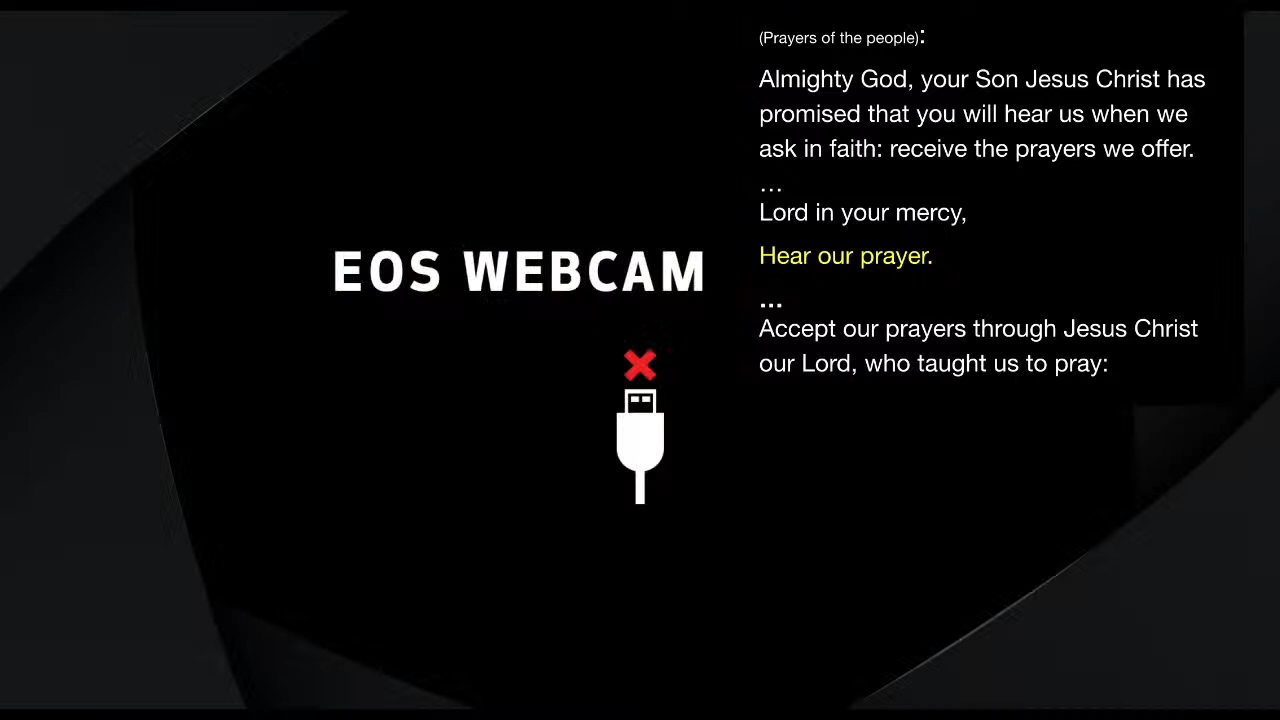 (Prayers of the people):
Almighty God, your Son Jesus Christ has
promised that you will hear us when we
ask in faith: receive the prayers we offer.
...
Lord in your mercy,
Hear our prayer.
...
Accept our prayers through Jesus Christ
our Lord, who taught us to pray:
EOS WEBCAM